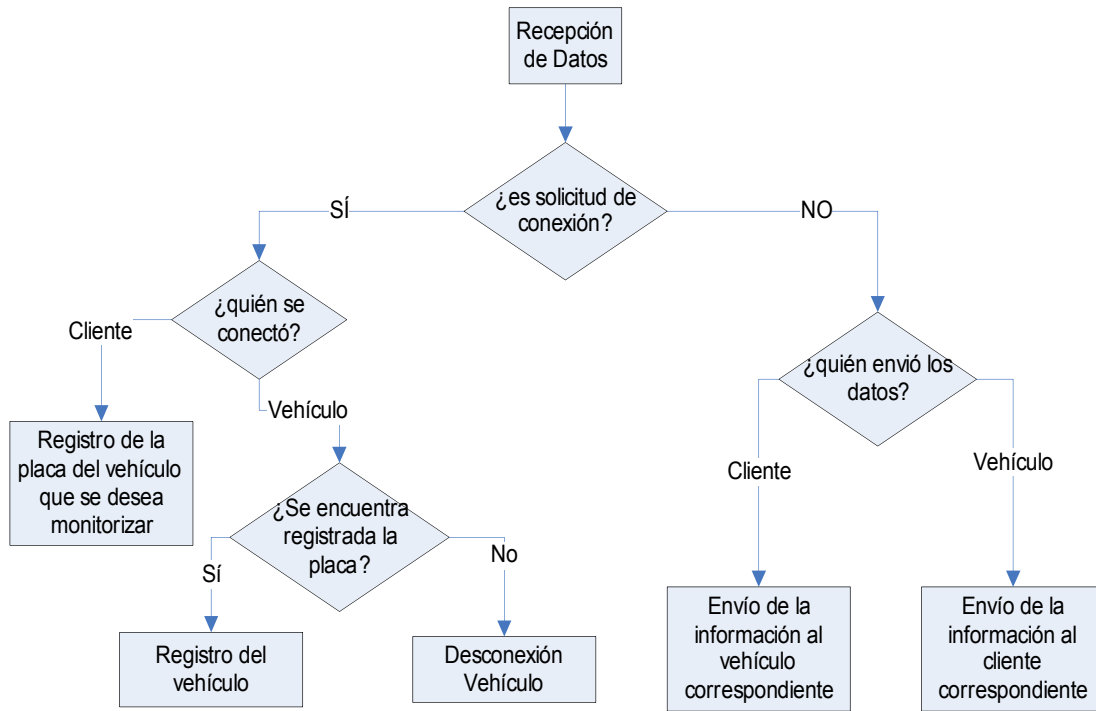 Recepción
de Datos
¿es solicitud de
conexión?
SÍ
NO
¿quién se
conectó?
Cliente
Vehículo
¿quién envió los
datos?
Registro de la
placa del vehículo
que se desea
monitorizar
¿Se encuentra
registrada la
placa?
Cliente
Vehículo
Sí
No
Registro del
vehículo
Desconexión
Vehículo
Envío de la
información al
vehículo
correspondiente
Envío de la
información al
cliente
correspondiente